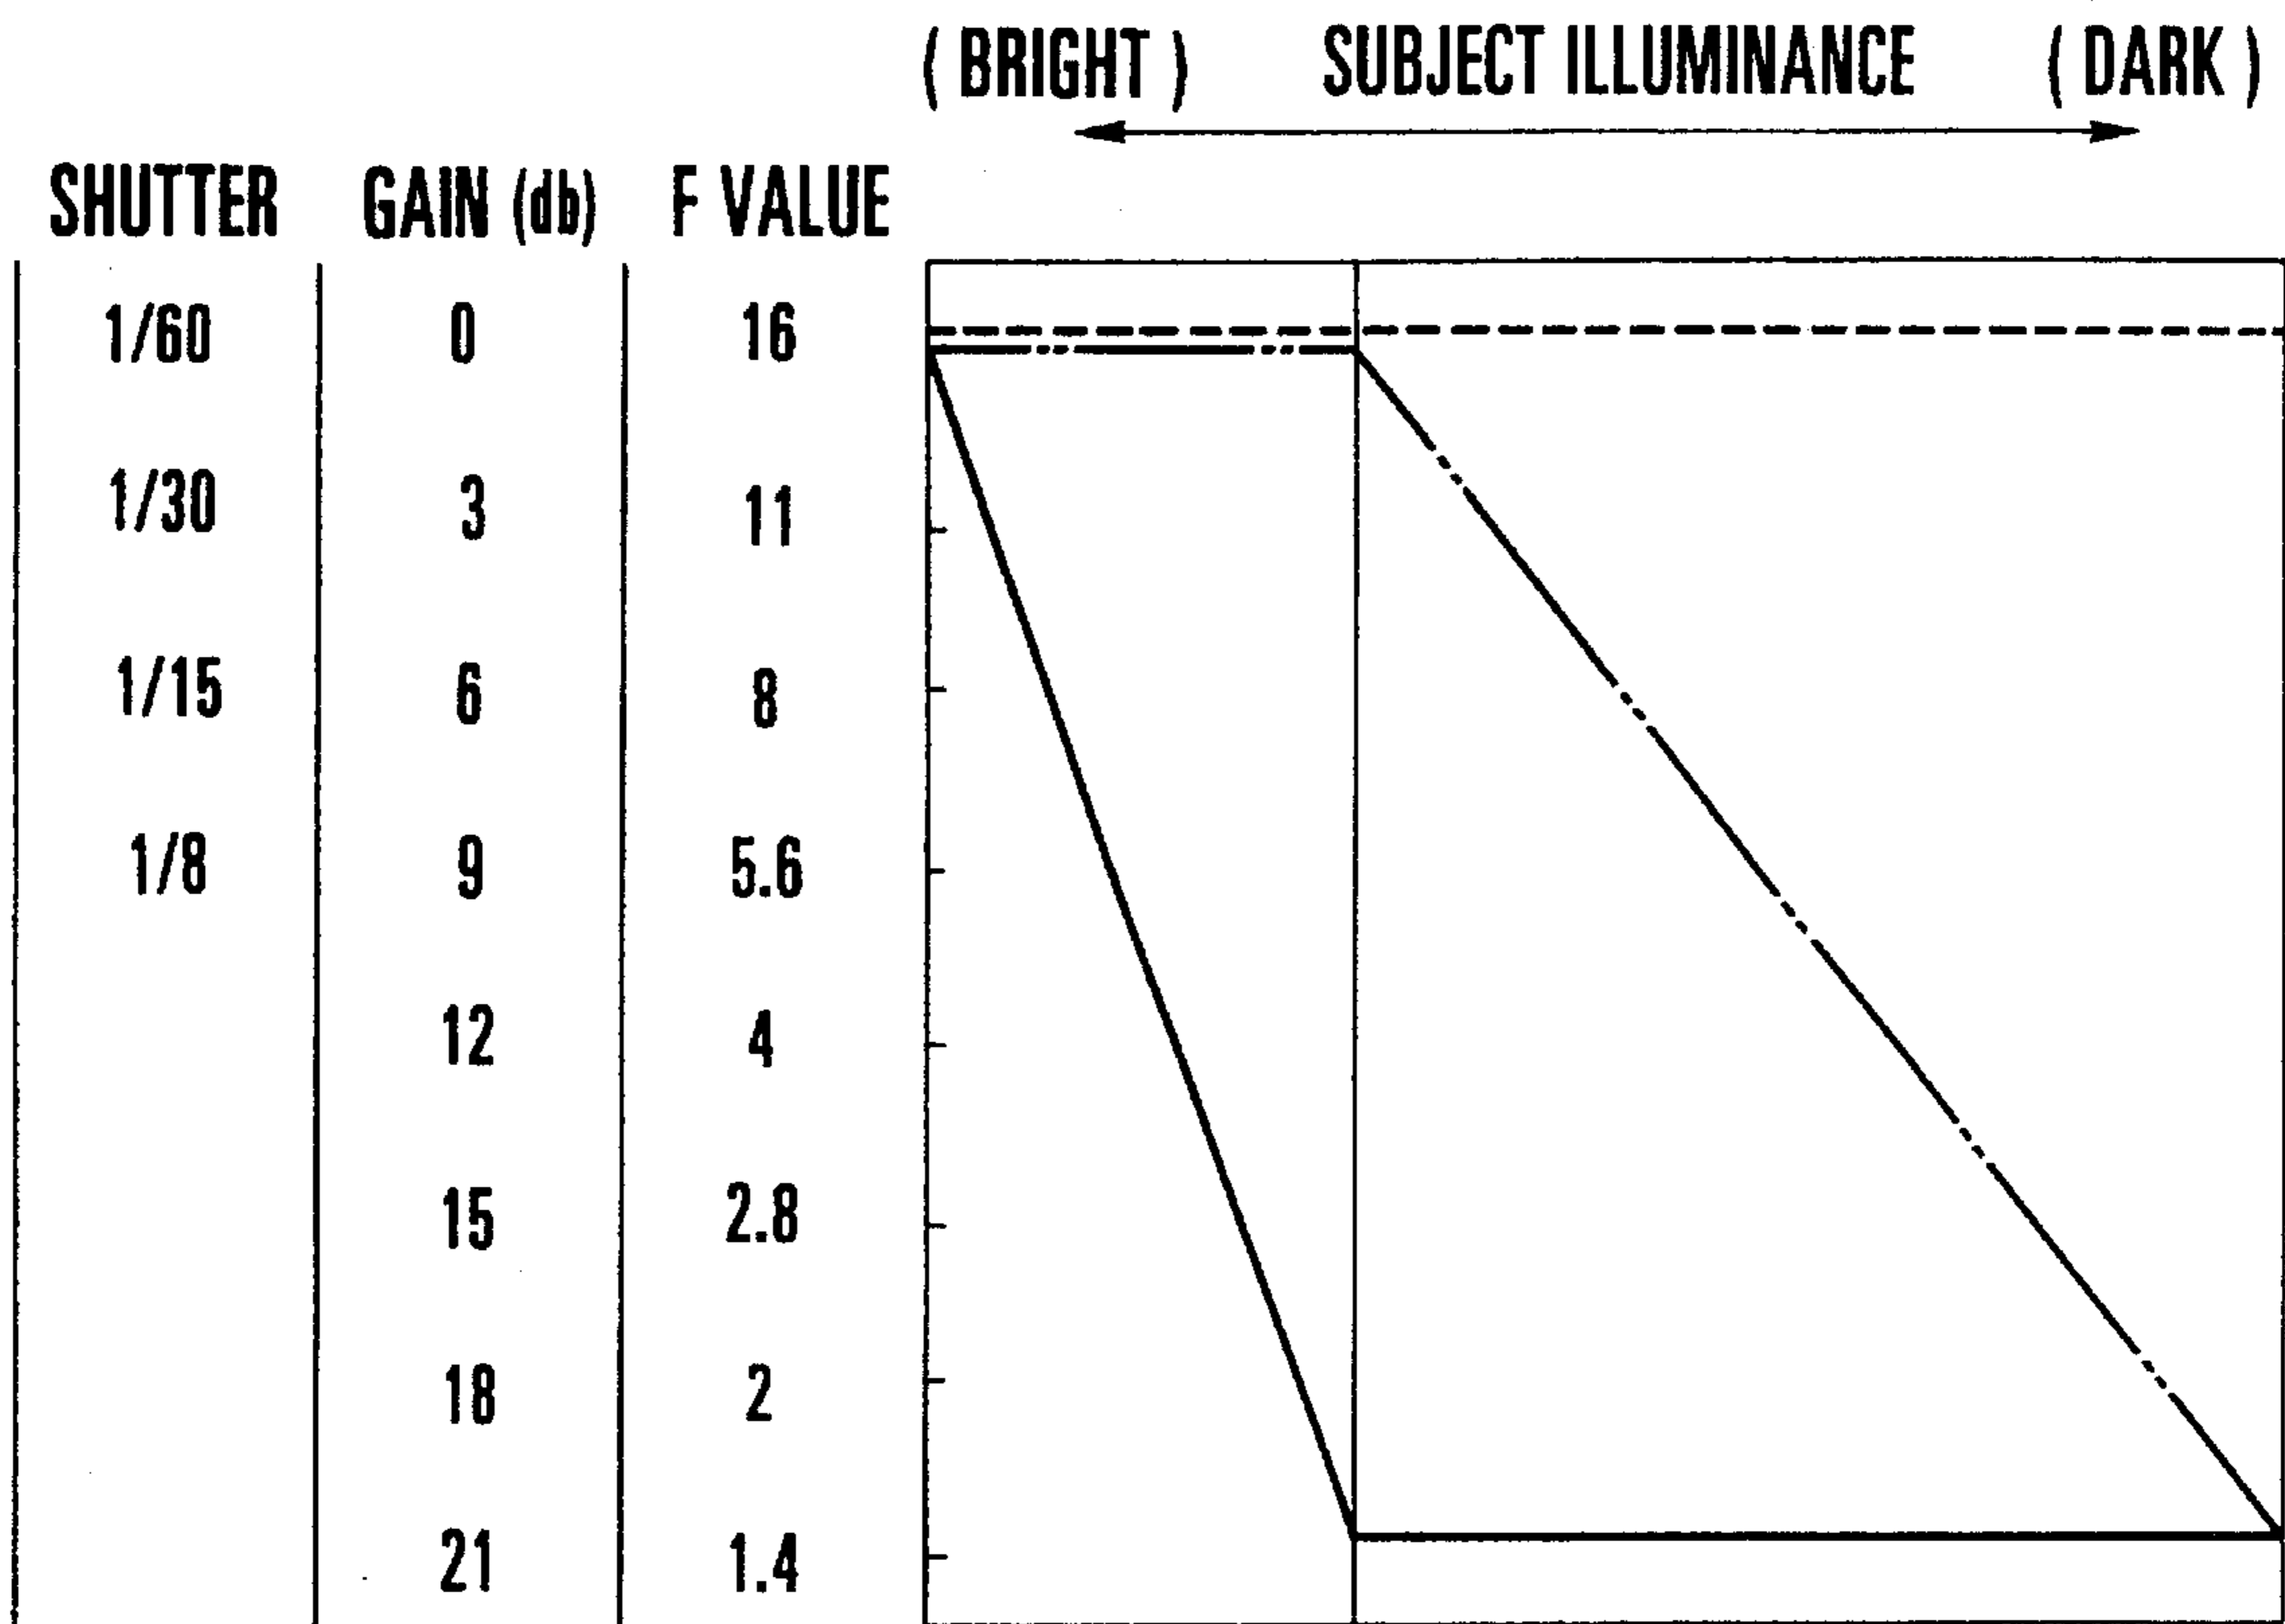 ( BRIGHT ) SUBJECT ILLUMINANCE ( DARK )
SHUTTER GAIN (db) F VALUE
1/60 0 16
1/30 3 11
1/15 6 8
1/8 9 5.6
12 4
15 2.8
18 2
21 1.4